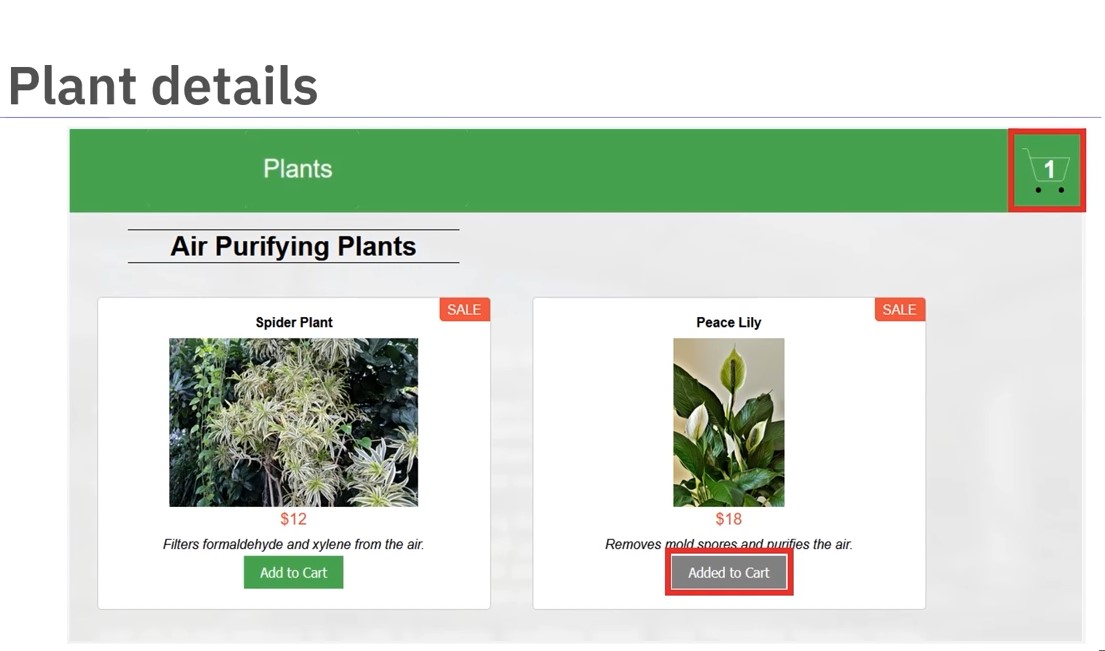 Plant details
Plants
1
Air Purifying Plants
SALE
Spider Plant
$12
Filters formaldehyde and xylene from the air.
Add to Cart
SALE
Peace Lily
$18
Removes mold spores and purifies the air.
Added to Cart